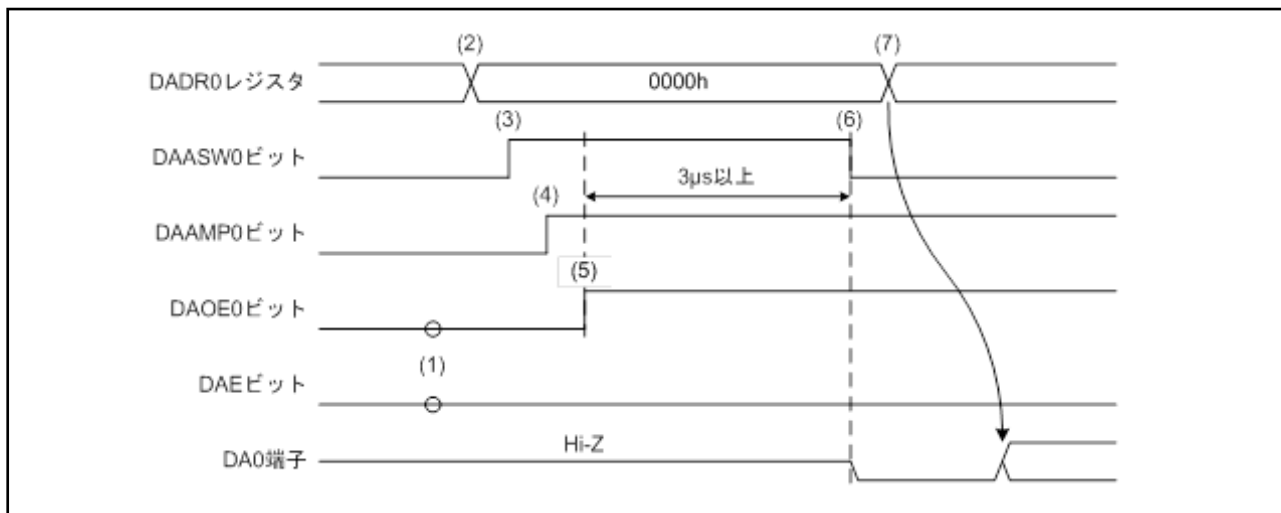 (2)
(7)
DADR0レジスタ
0000h
(3)
(6)
DAASW0ビット
3μs以上
(4)
DAAMP0ビット
(5)
DAOE0ビット
(1)
DAEビット
Hi-Z
DA0端子